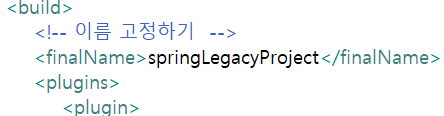 <build>
<!-- 이름 고정하기  -->
<finalName>springLegacyProject</finalName>
<plugins>
<plugin>